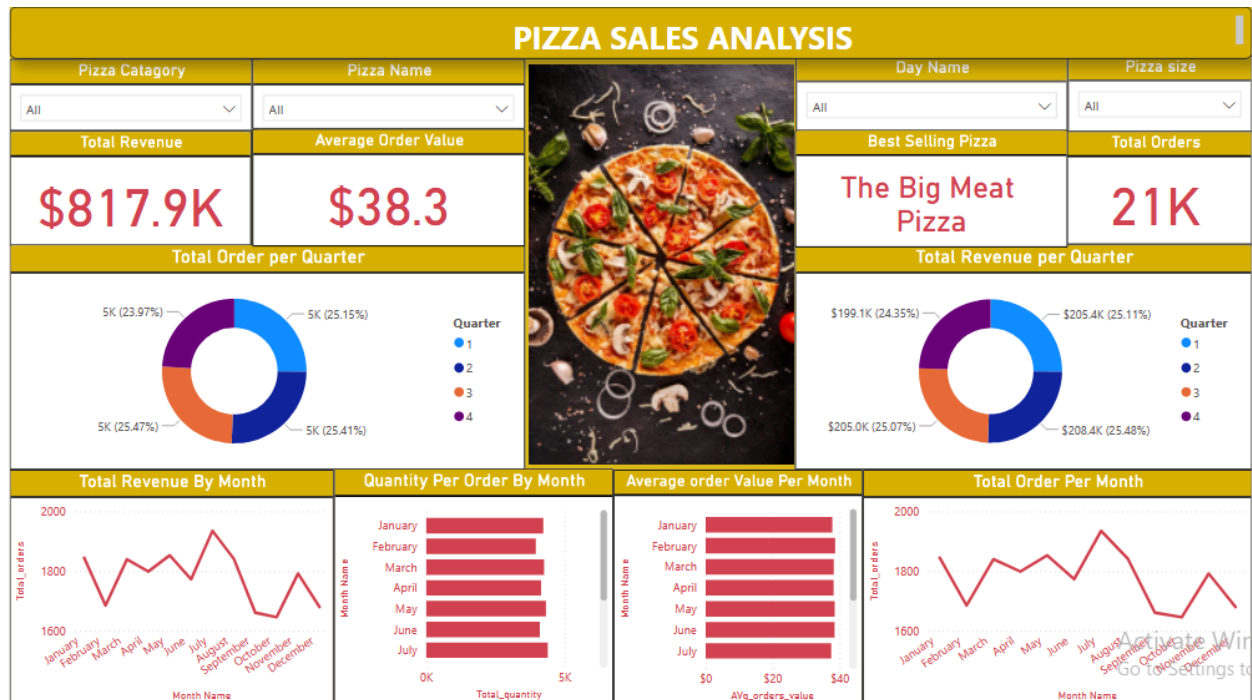 PIZZA SALES ANALYSIS
Pizza Catagory
Pizza Name
Day Name
Pizza size
All
All
All
All
Total Revenue
Average Order Value
Best Selling Pizza
Total Orders
$817.9K
$38.3
The Big Meat
Pizza
21K
Total Order per Quarter
Total Revenue per Quarter
5K (23.97%)
5K (25.15%)
5K (25.47%)
5K (25.41%)
Quarter
1
2
3
4
$199.1K (24.35%)
$205.4K (25.11%)
$205.0K (25.07%)
$208.4K (25.48%)
Quarter
1
2
3
4
Total Revenue By Month
Quantity Per Order By Month
Average order Value Per Month
Total Order Per Month
Total_orders
2000
1800
1600
January
February
March
April
May
June
July
August
September
October
November
December
Month Name
Month Name
January
February
March
April
May
June
July
0K
5K
Total_quantity
Month Name
January
February
March
April
May
June
July
$0
$20
$40
AVg_orders_value
Total_orders
2000
1800
1600
January
February
March
April
May
June
July
August
September
October
November
December
Month Name
Activate Win
Go to Settings to